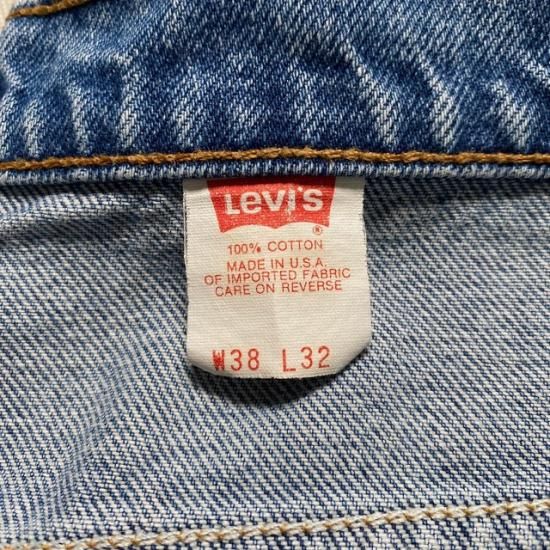 Levi's
®
100% COTTON
MADE IN U.S.A.
OF IMPORTED FABRIC
CARE ON REVERSE
W38 L32